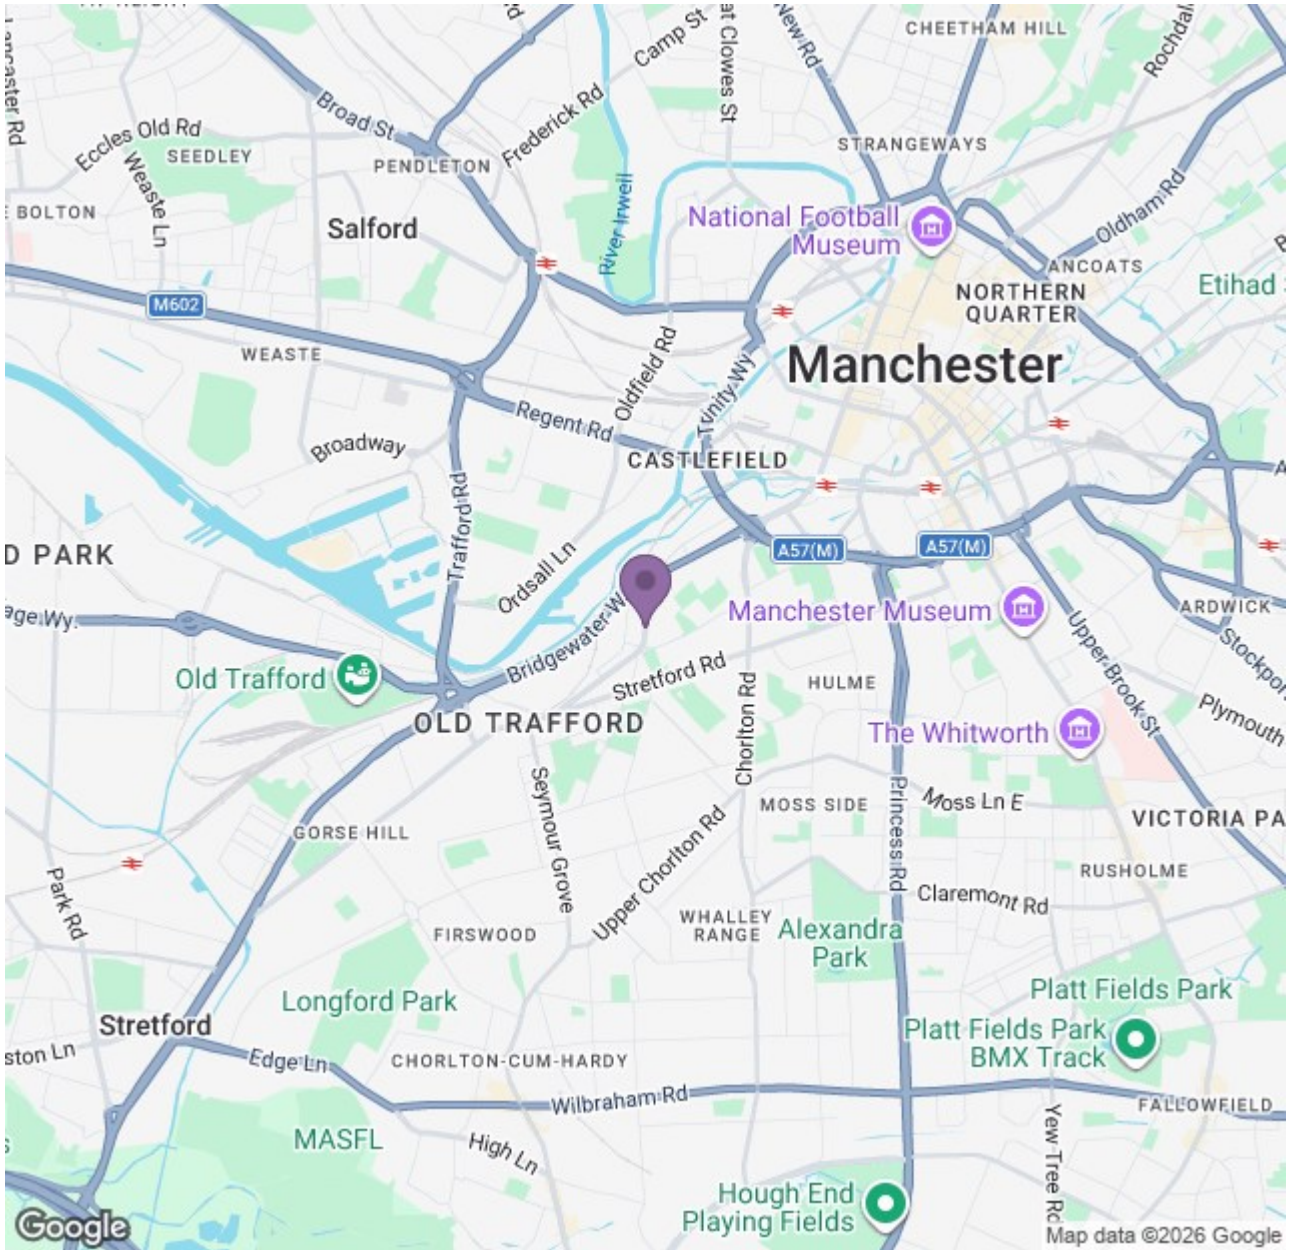 CHEETHAM HILL
Camp St
New Rd
Rochdal
at Clowes St
Lancaster Rd
Broad St
Frederick Rd
Eccles Old Rd
SEEDLEY
PENDLETON
STRANGEWAYS
Weaste Ln
E BOLTON
Salford
River Irwell
National Football
Museum
Oldham Rd
ANCOATS
Etihad
M602
NORTHERN
QUARTER
WEASTE
Oldfield Rd
Trinity Wy
Manchester
Regent Rd
Broadway
CASTLEFIELD
Trafford Rd
D PARK
Ordsall Ln
A57(M)
A57(M)
age Wy.
Bridgewater W
Manchester Museum
ARDWICK
Upper Brook St
Stockpor
Old Trafford
Stretford Rd
HULME
Plymouth
OLD TRAFFORD
Chorlton Rd
The Whitworth
Seymour Grove
Princess Rd
Moss Ln E
MOSS SIDE
VICTORIA PA
GORSE HILL
Upper Chorlton Rd
RUSHOLME
Park Rd
Claremont Rd
FIRSWOOD
WHALLEY
RANGE
Alexandra
Park
Longford Park
Platt Fields Park
Stretford
Platt Fields Park
BMX Track
ston Ln
Edge Ln
CHORLTON-CUM-HARDY
Wilbraham Rd
FALLOWFIELD
MASFL
High Ln
Yew Tree Rd
Hough End
Playing Fields
Google
Map data ©2026 Google